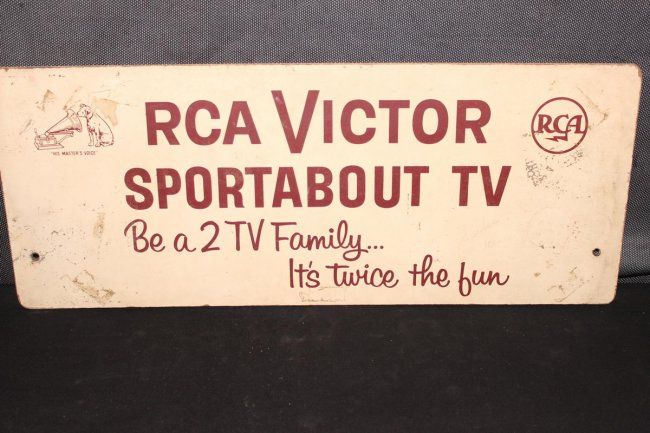 RCA VICTOR
"HIS MASTER'S VOICE"
RCA
SPORTABOUT TV
Be a 2 TV Family...
It's twice the fun